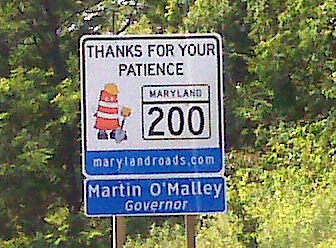 THANKS FOR YOUR
PATIENCE
MARYLAND
200
marylandroads.com
Martin O'Malley
Governor